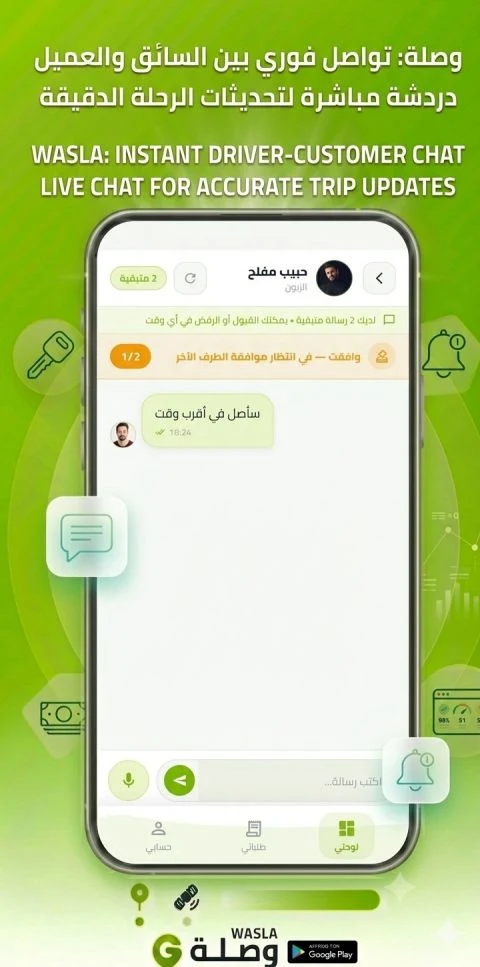 وصلة: تواصل فوري بين السائق والعميل
دردشة مباشرة لتحديثات الرحلة الدقيقة
WASLA: INSTANT DRIVER-CUSTOMER CHAT
LIVE CHAT FOR ACCURATE TRIP UPDATES
حبيب مفلح
الزبون
2 متبقية
لديك 2 رسالة متبقية • يمكنك القبول أو الرفض في أي وقت
وافقت — في انتظار موافقة الطرف الآخر
1/2
سأصل في أقرب وقت
18:24
اكتب رسالة...
98%
51
لوحتي
طلباتي
حسابي
WASLA
وصلة
Google Play